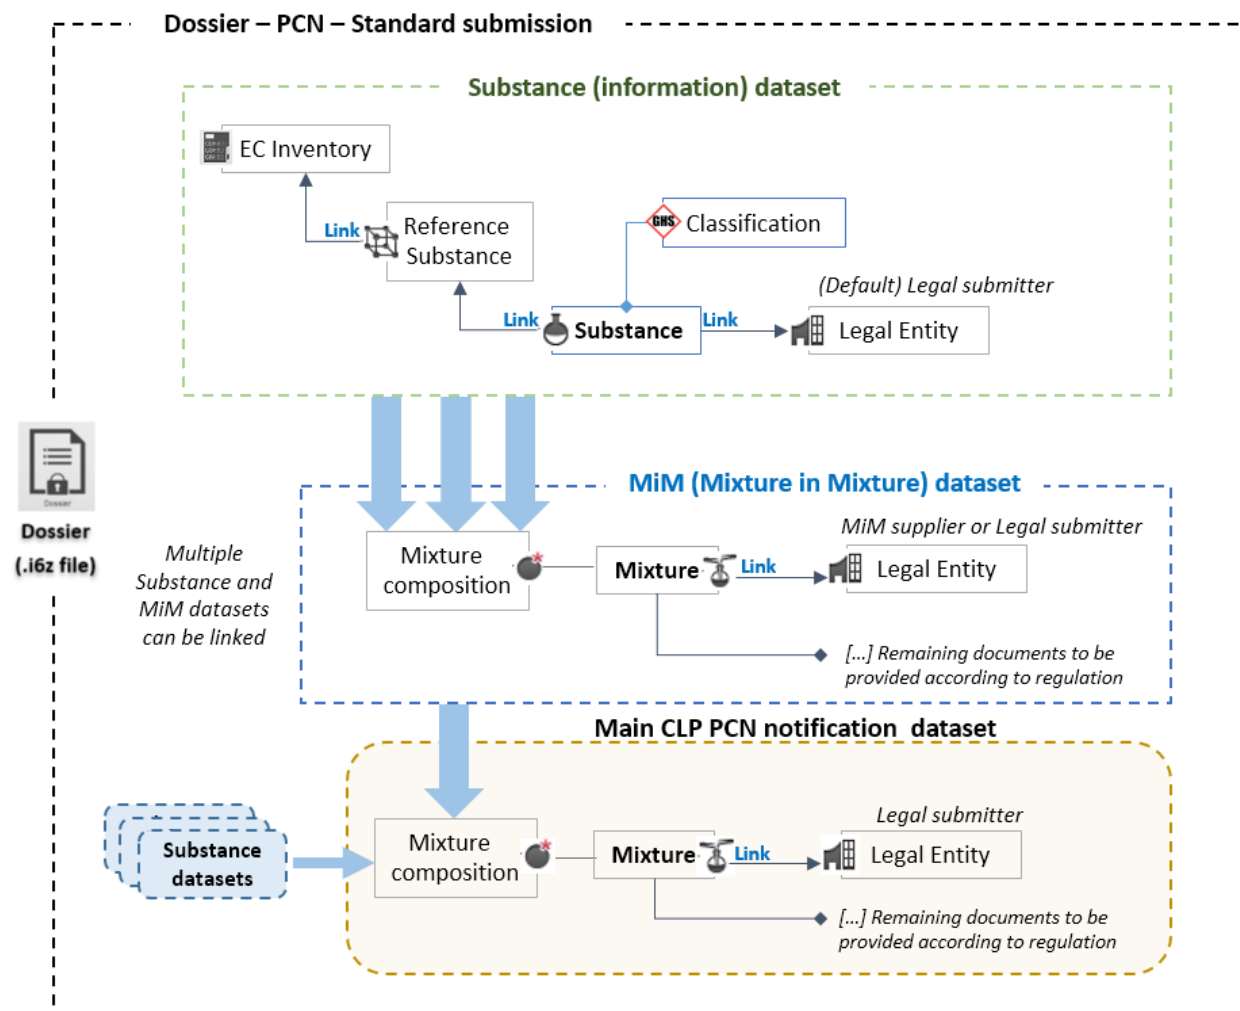 Dossier – PCN – Standard submission
Substance (information) dataset
EC Inventory
Link
Reference
Substance
GHS
Classification
(Default) Legal submitter
Link
Substance
Link
Legal Entity
Dossier
Dossier
(.i6z file)
MiM (Mixture in Mixture) dataset
MiM supplier or Legal submitter
Multiple
Substance and
MiM datasets
can be linked
Mixture
composition
*
Mixture
Link
Legal Entity
[...] Remaining documents to be
provided according to regulation
Main CLP PCN notification dataset
Legal submitter
Substance
datasets
Mixture
composition
*
Mixture
Link
Legal Entity
[...] Remaining documents to be
provided according to regulation